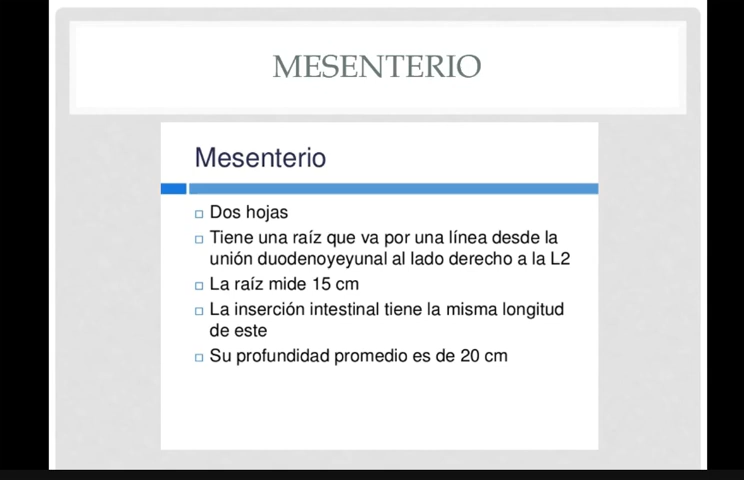 MESENTERIO
Mesenterio
Dos hojas
Tiene una raíz que va por una línea desde la
unión duodenoyeyunal al lado derecho a la L2
La raíz mide 15 cm
La inserción intestinal tiene la misma longitud
de este
Su profundidad promedio es de 20 cm